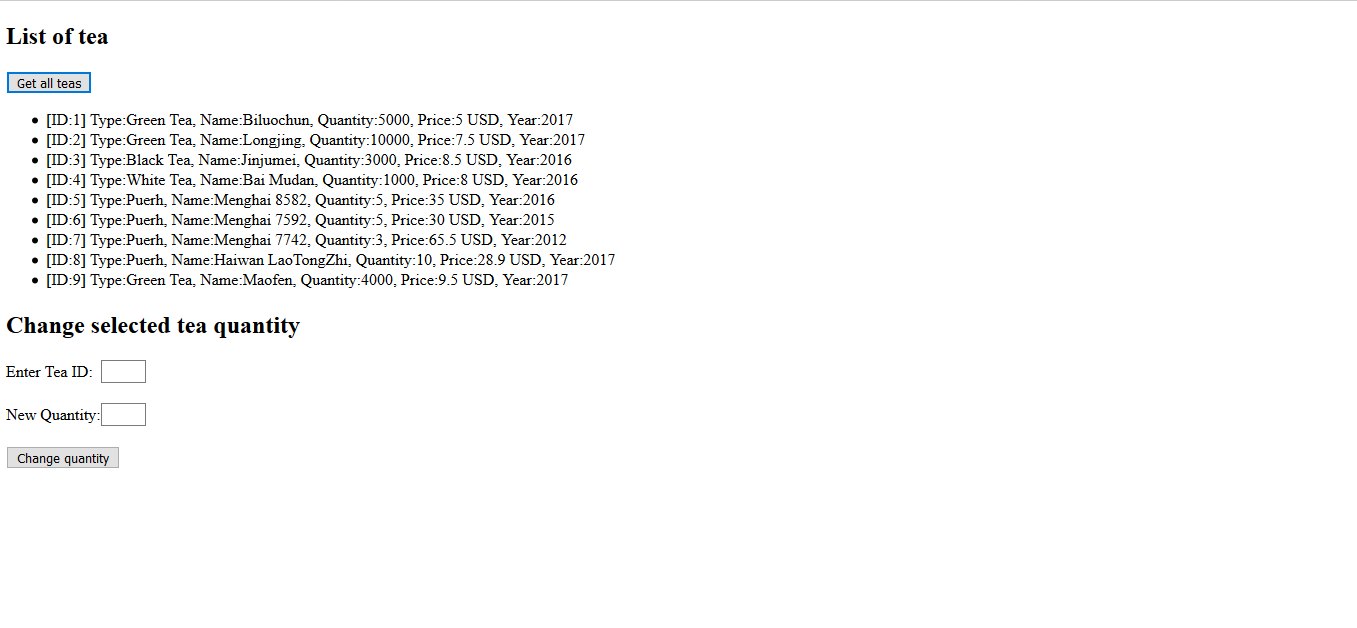 List of tea
Get all teas
[ID:1] Type:Green Tea, Name:Biluochun, Quantity:5000, Price:5 USD, Year:2017
[ID:2] Type:Green Tea, Name:Longjing, Quantity:10000, Price:7.5 USD, Year:2017
[ID:3] Type:Black Tea, Name:Jinjumei, Quantity:3000, Price:8.5 USD, Year:2016
[ID:4] Type:White Tea, Name:Bai Mudan, Quantity:1000, Price:8 USD, Year:2016
[ID:5] Type:Puerh, Name:Menghai 8582, Quantity:5, Price:35 USD, Year:2016
[ID:6] Type:Puerh, Name:Menghai 7592, Quantity:5, Price:30 USD, Year:2015
[ID:7] Type:Puerh, Name:Menghai 7742, Quantity:3, Price:65.5 USD, Year:2012
[ID:8] Type:Puerh, Name:Haiwan LaoTongZhi, Quantity:10, Price:28.9 USD, Year:2017
[ID:9] Type:Green Tea, Name:Maofen, Quantity:4000, Price:9.5 USD, Year:2017
Change selected tea quantity
Enter Tea ID:
New Quantity:
Change quantity